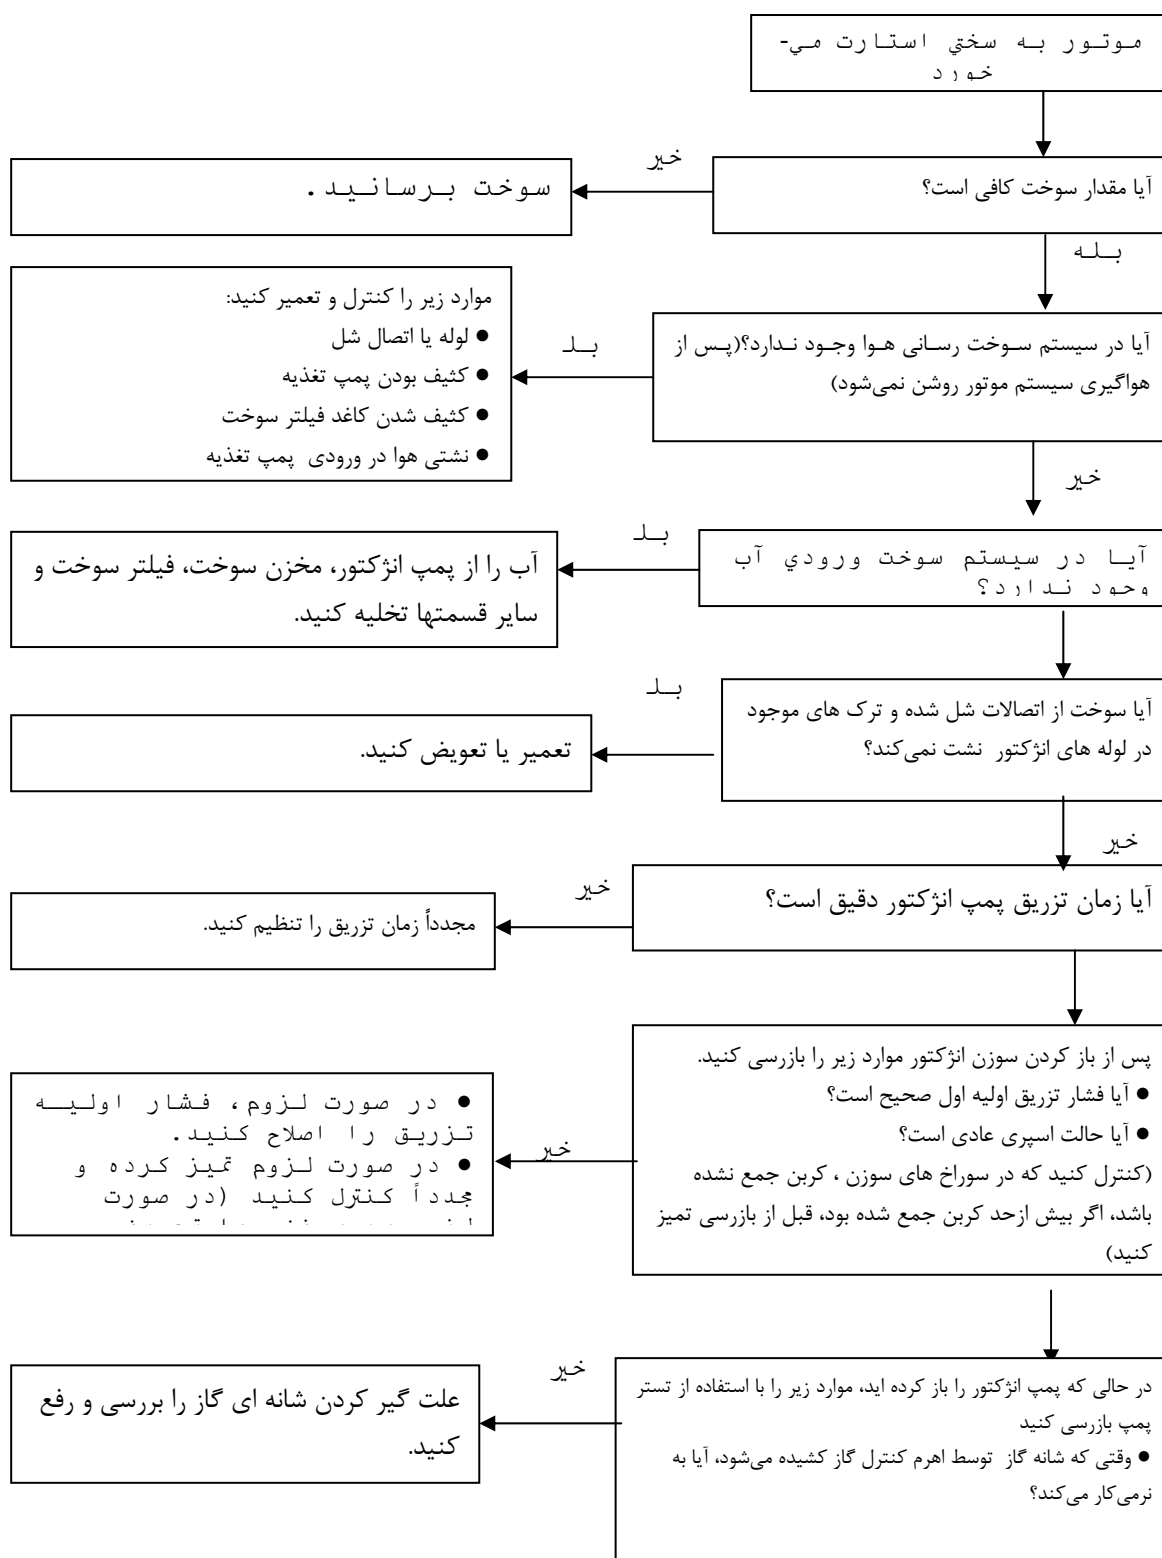 موتور به سختي استارت مي-
خورد
خیر
آیا مقدار سوخت کافی است؟
سوخت برسانید.
بله
آیا در سیستم سوخت رسانی هوا وجود ندارد؟(پس از
هواگیری سیستم موتور روشن نمی‌شود)
بلـ
موارد زیر را کنترل و تعمیر کنید:
● لوله یا اتصال شل
● کثیف بودن پمپ تغذیه
● کثیف شدن کاغد فیلتر سوخت
● نشتی هوا در ورودی پمپ تغذیه
خیر
آیا در سیستم سوخت ورودي آب
وجود ندارد؟
بلـ
آب را از پمپ انژکتور، مخزن سوخت، فیلتر سوخت و
سایر قسمتها تخلیه کنید.
آیا سوخت از اتصالات شل شده و ترک های موجود
در لوله های انژکتور نشت نمی‌کند؟
بلـ
تعمیر یا تعویض کنید.
خیر
آیا زمان تزریق پمپ انژکتور دقیق است؟
خیر
مجدداً زمان تزریق را تنظیم کنید.
پس از باز کردن سوزن انژکتور موارد زیر را بازرسی کنید.
● آیا فشار تزریق اولیه اول صحیح است؟
● آیا حالت اسپری عادی است؟
(کنترل کنید که در سوراخ های سوزن ، کربن جمع نشده
باشد، اگر بیش ازحد کربن جمع شده بود، قبل از بازرسی تمیز
کنید)
خیر
● در صورت لزوم، فشار اولیه
تزریق را اصلاح کنید.
● در صورت لزوم تمیز کرده و
مجدداً کنترل کنید (در صورت
در حالی که پمپ انژکتور را باز کرده اید، موارد زیر را با استفاده از تستر
پمپ بازرسی کنید
● وقتی که شانه گاز توسط اهرم کنترل گاز کشیده می‌شود، آیا به
نرمی‌کار می‌کند؟
خیر
علت گیر کردن شانه ای گاز را بررسی و رفع
کنید.